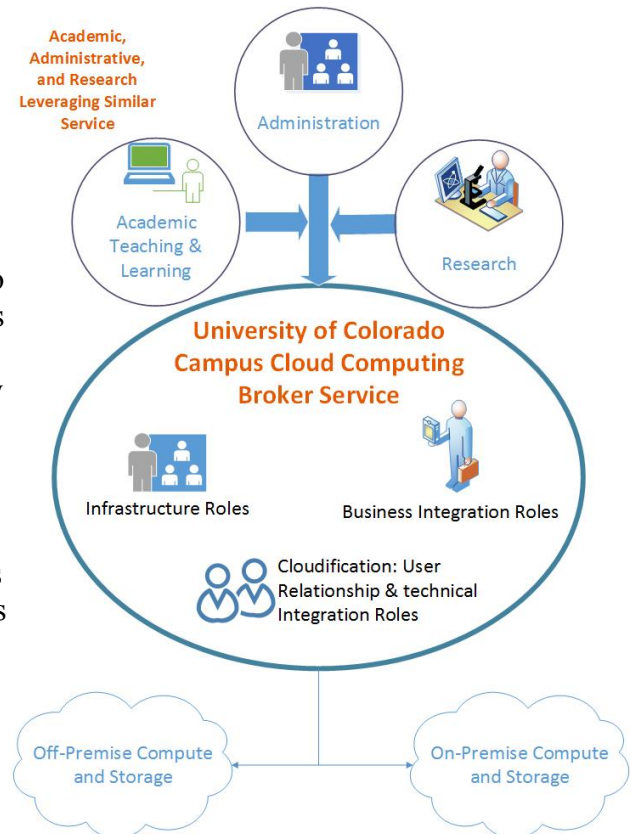 Academic,
Administrative,
and Research
Leveraging Similar
Service
Administration
Academic
Teaching &
Learning
Research
University of Colorado
Campus Cloud Computing
Broker Service
Infrastructure Roles
Business Integration Roles
Cloudification: User
Relationship & technical
Integration Roles
Off-Premise Compute
and Storage
On-Premise Compute
and Storage